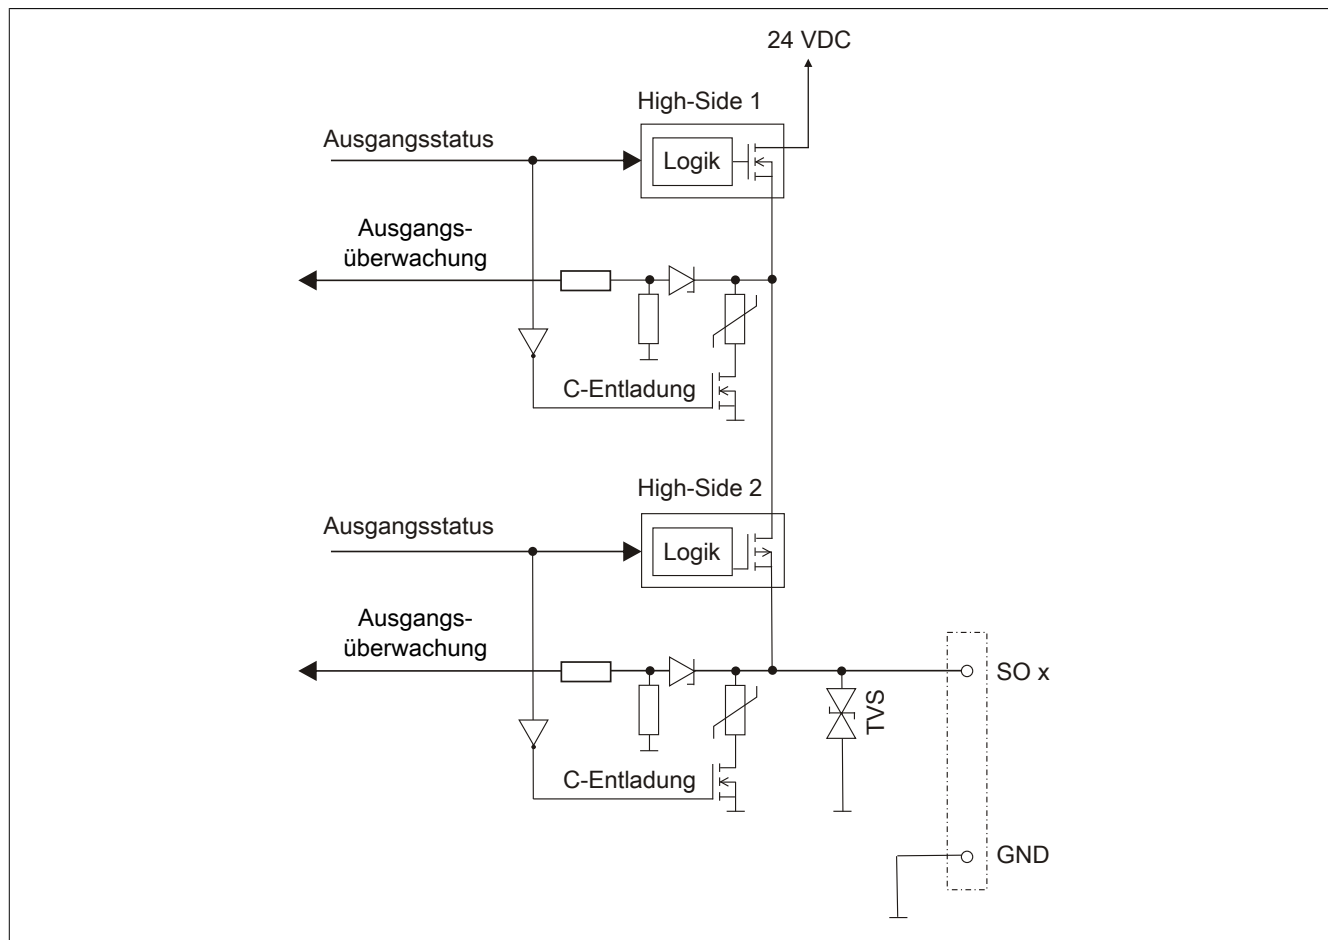 24 VDC
High-Side 1
Ausgangsstatus
Logik
Ausgangs-
überwachung
C-Entladung
High-Side 2
Ausgangsstatus
Logik
Ausgangs-
überwachung
SO x
TVS
C-Entladung
GND